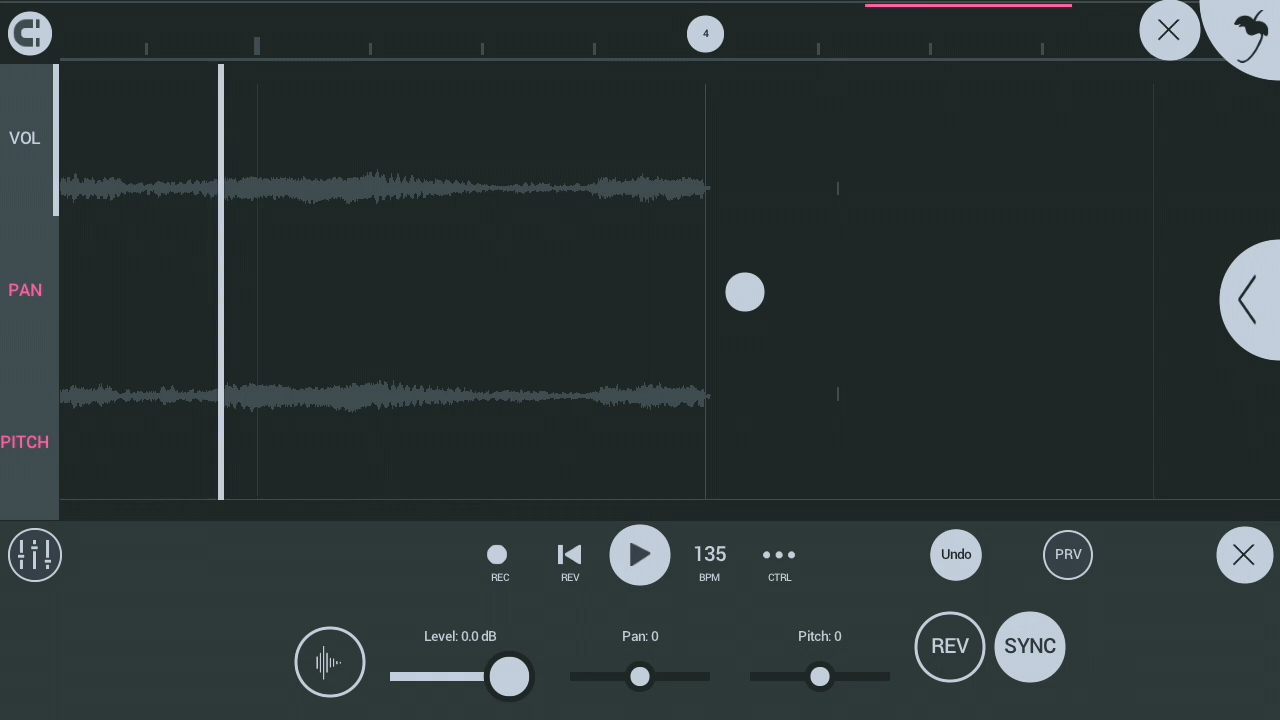 4
VOL
PAN
PITCH
135
Undo
PRV
REC
REV
BPM
CTRL
Level: 0.0 dB
Pan: 0
Pitch: 0
REV
SYNC